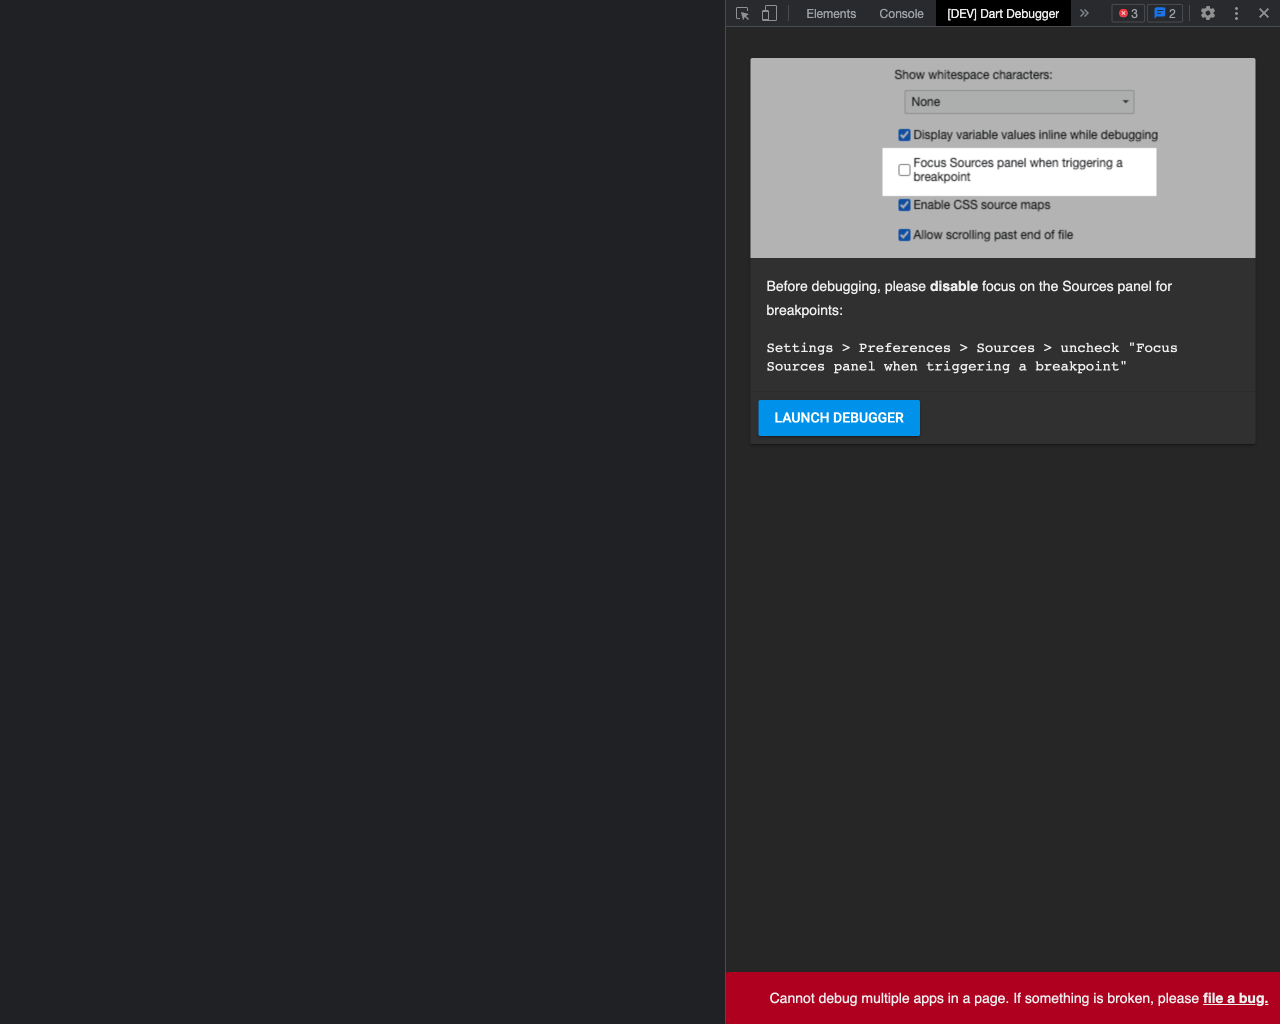 Elements Console [DEV] Dart Debugger » 3 2
Show whitespace characters:
None
Display variable values inline while debugging
Focus Sources panel when triggering a
breakpoint
Enable CSS source maps
Allow scrolling past end of file
Before debugging, please disable focus on the Sources panel for
breakpoints:
Settings > Preferences > Sources > uncheck "Focus
Sources panel when triggering a breakpoint"
LAUNCH DEBUGGER
Cannot debug multiple apps in a page. If something is broken, please file a bug.